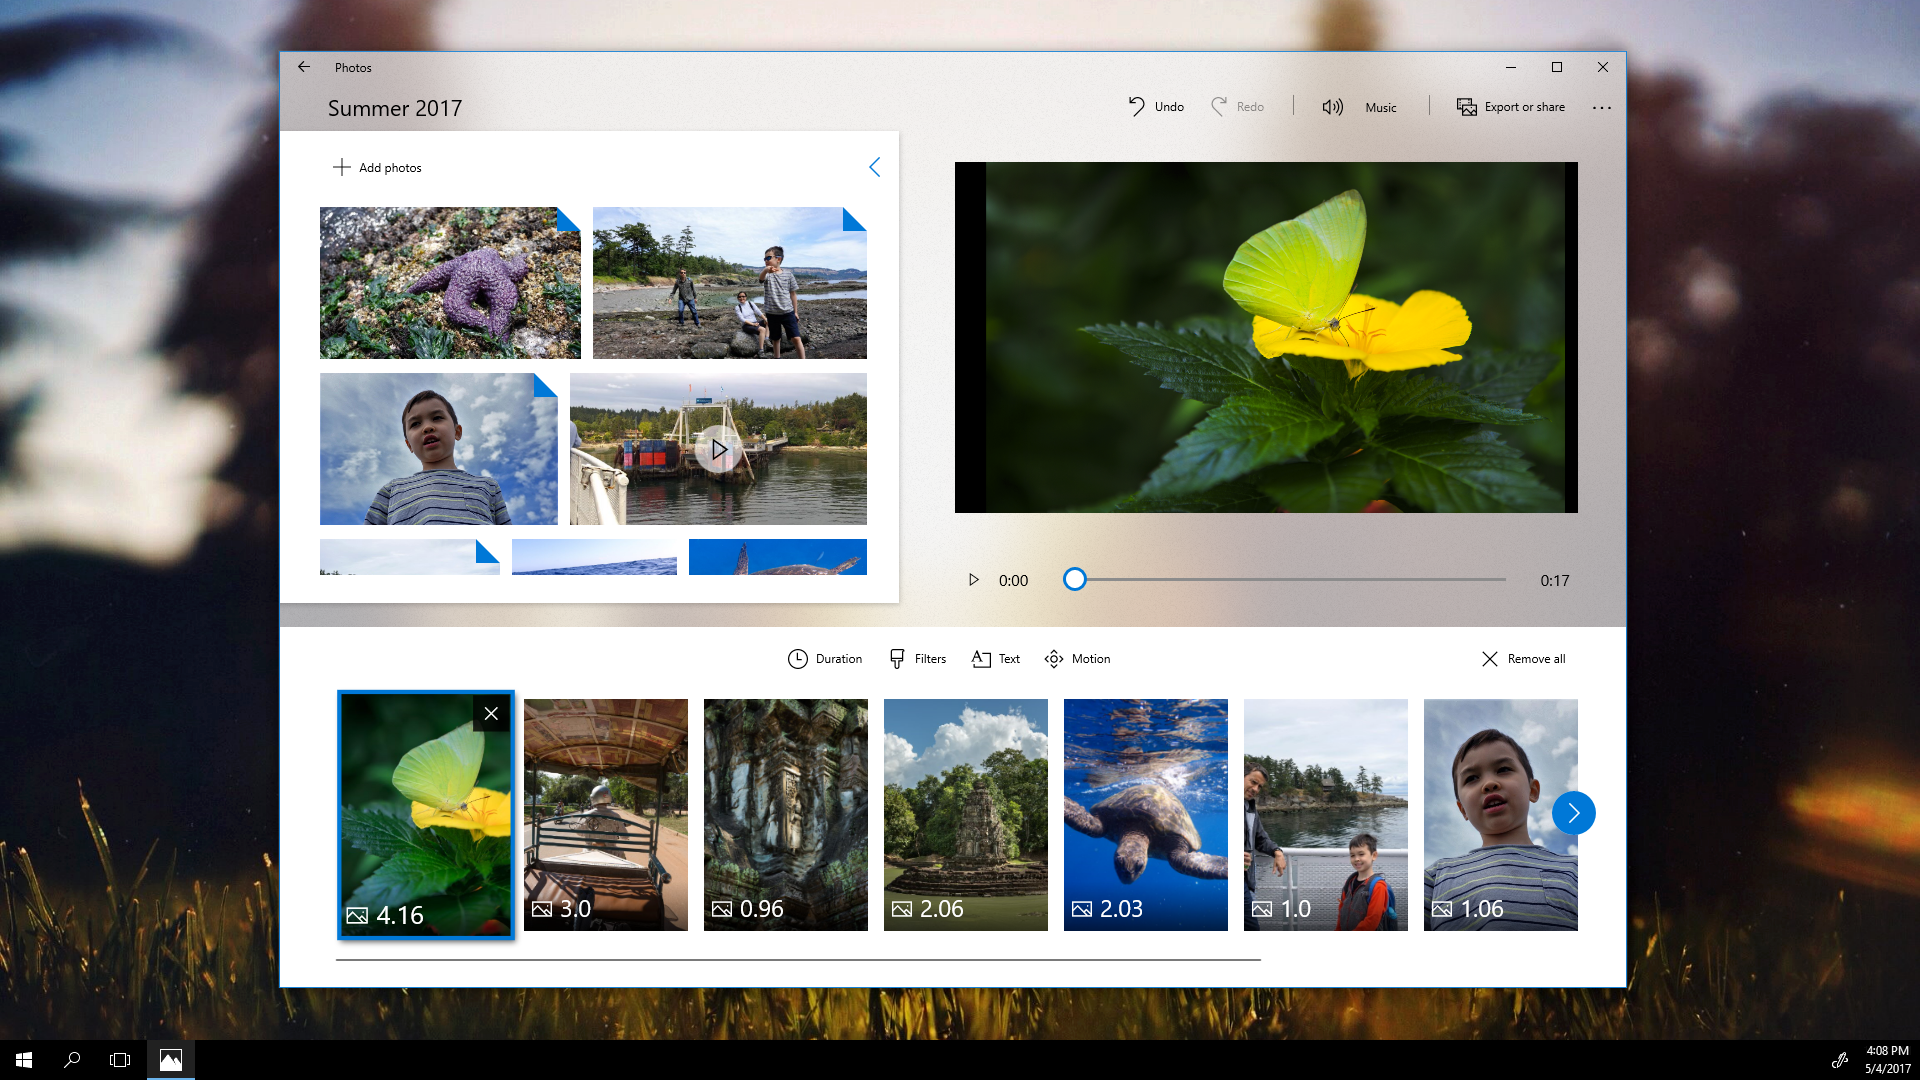 Photos
Summer 2017
Undo
Redo
Music
Export or share
Add photos
0:00
0:17
Duration
Filters
Text
Motion
Remove all
4.16
3.0
0.96
2.06
2.03
1.0
1.06
4:08 PM
5/4/2017